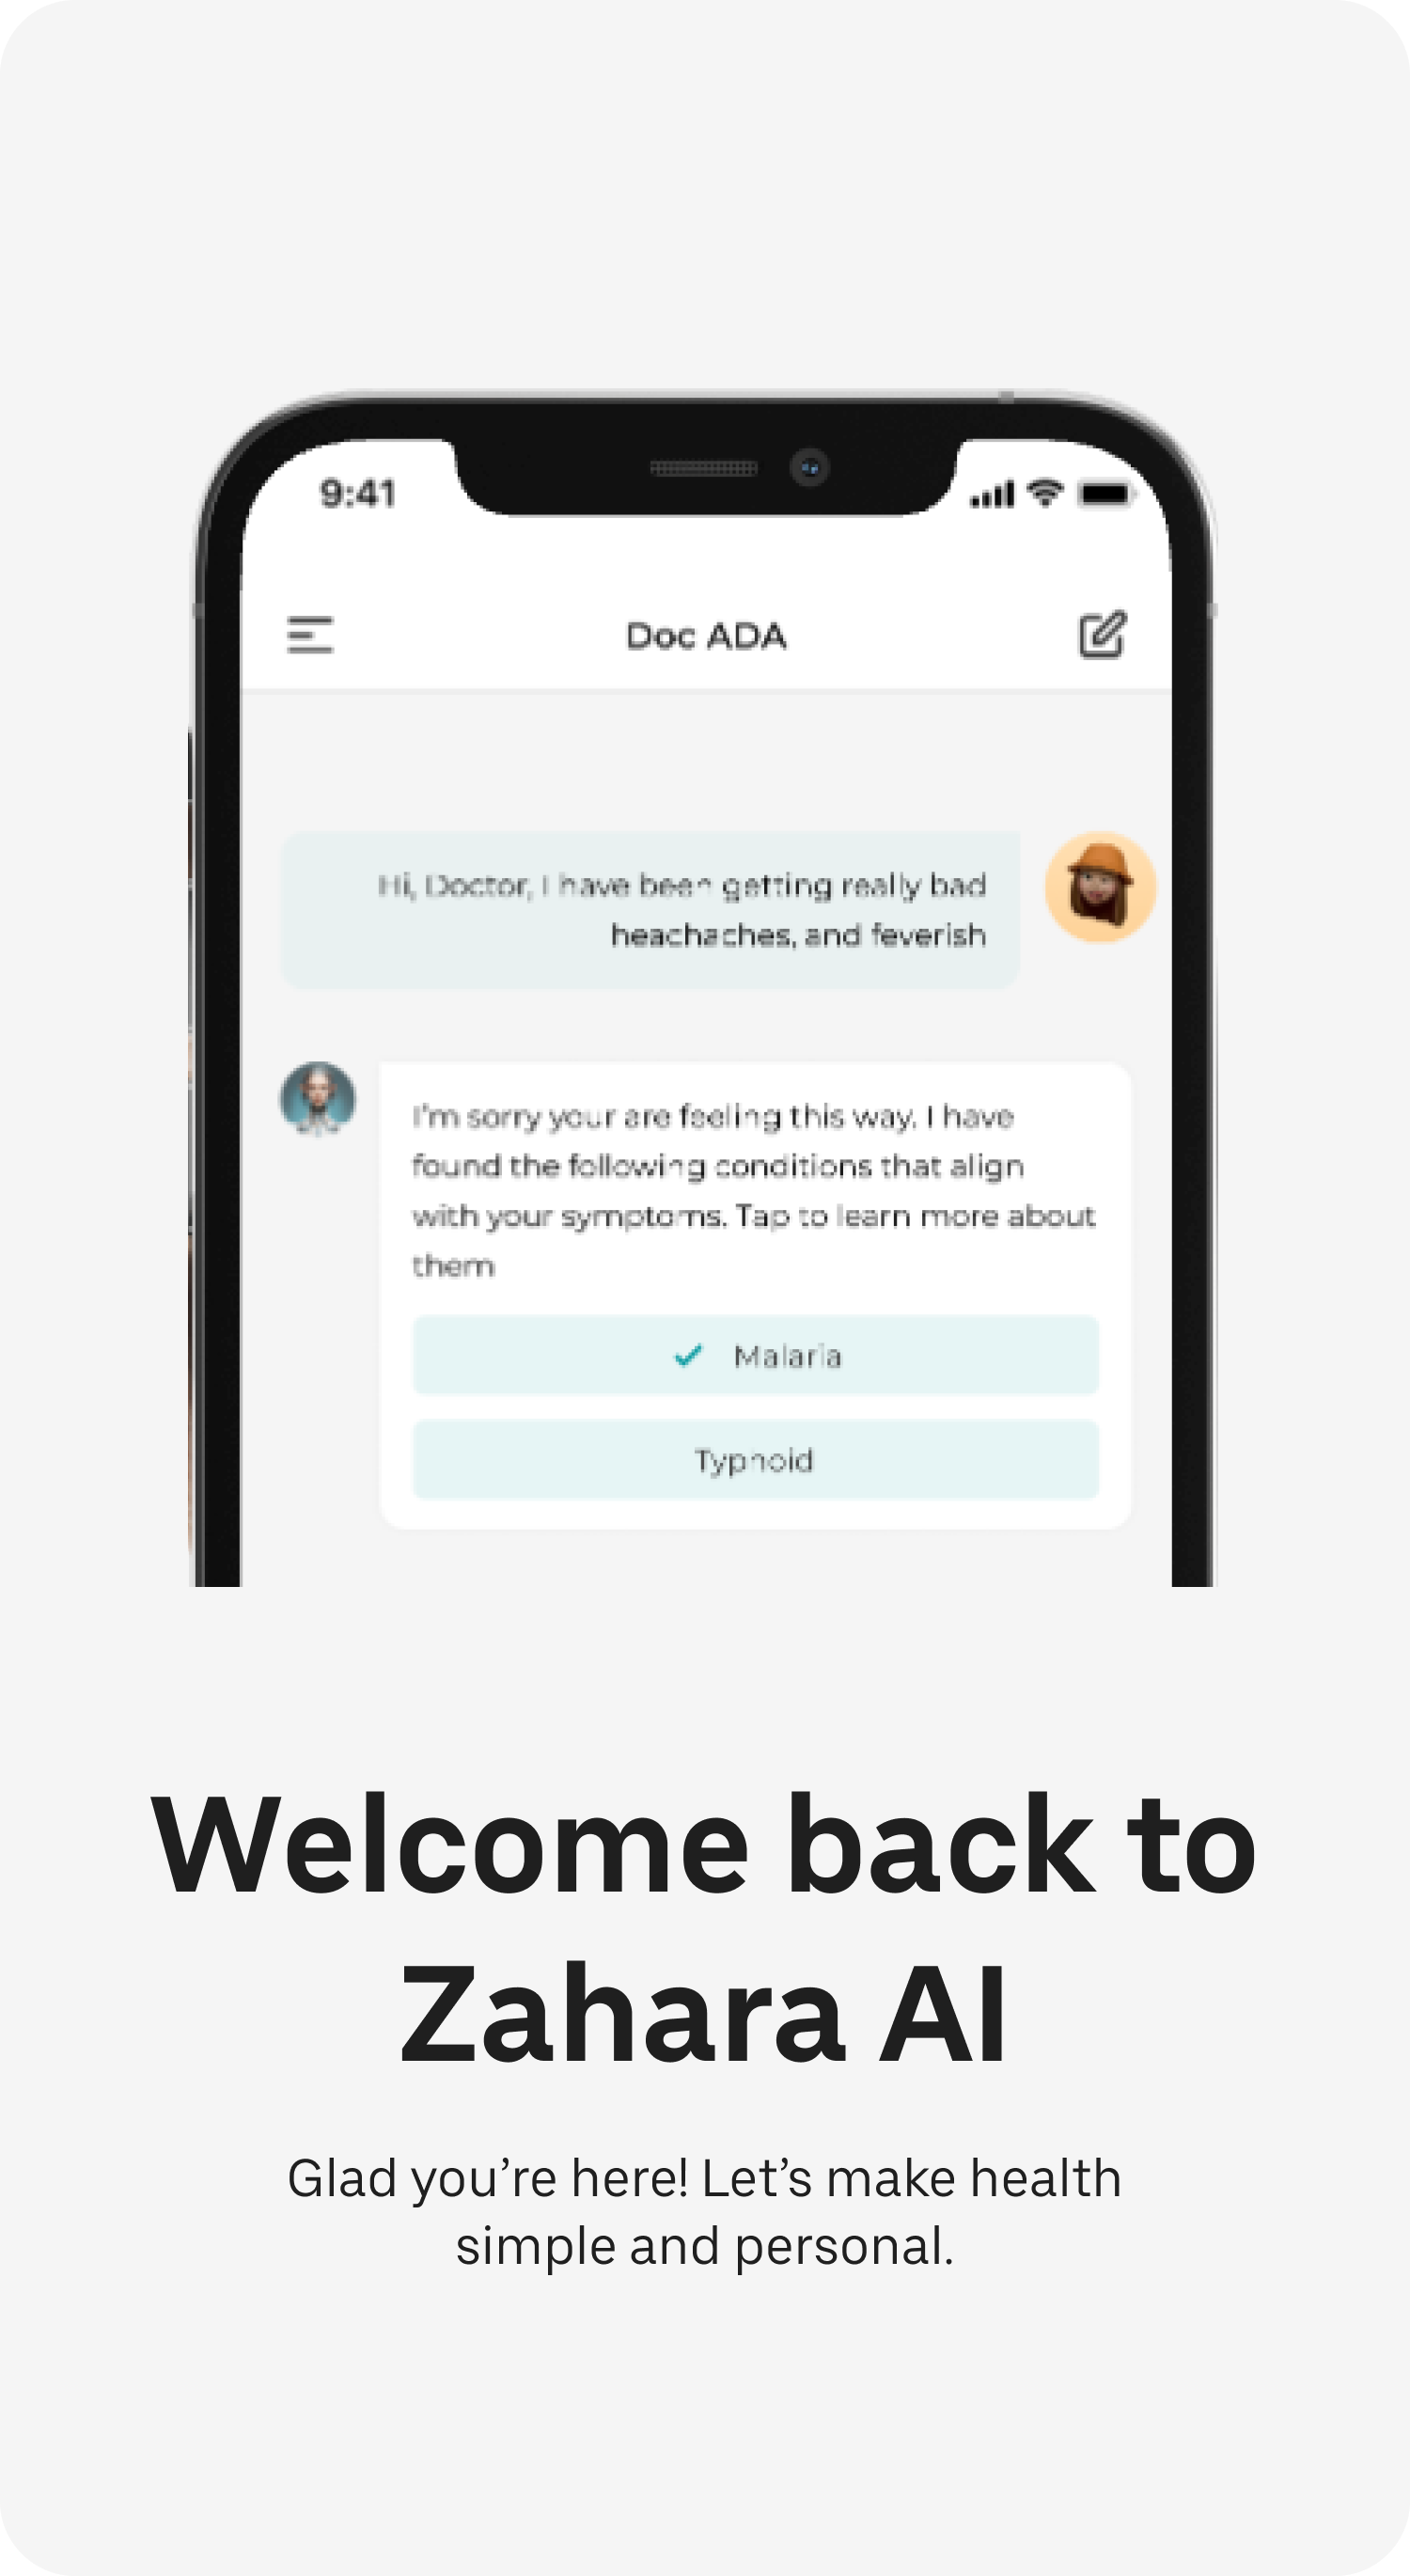 9:41
Doc ADA
Hi, Doctor, I have been getting really bad
heachaches, and feverish
I'm sorry your are feeling this way. I have
found the following conditions that align
with your symptoms. Tap to learn more about
them
Malaria
Typhoid
Welcome back to
Zahara AI
Glad you’re here! Let’s make health
simple and personal.